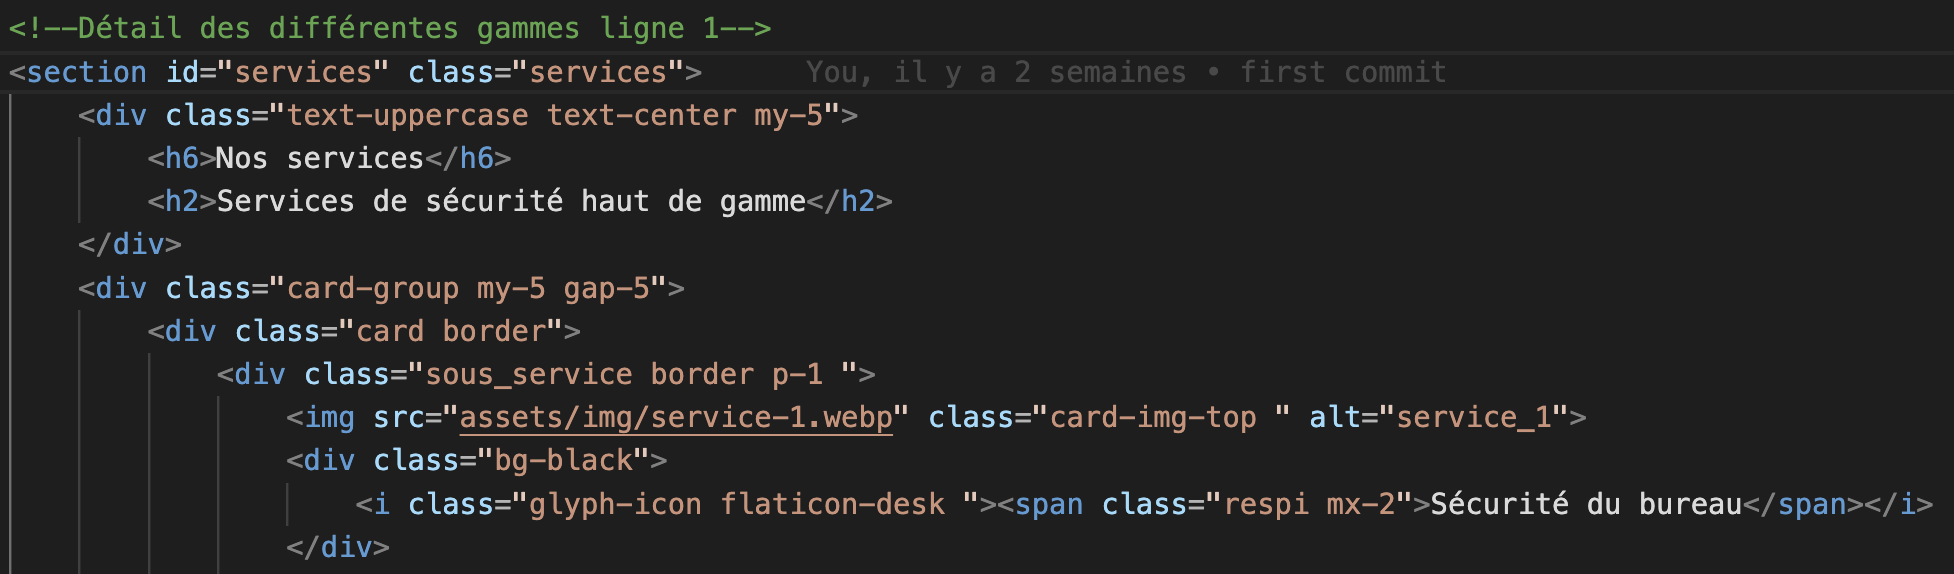 <!--Détail des différentes gammes ligne 1-->
<section id="services" class="services"> You, il y a 2 semaines • first commit
<div class="text-uppercase text-center my-5">
<h6>Nos services</h6>
<h2>Services de sécurité haut de gamme</h2>
</div>
<div class="card-group my-5 gap-5">
<div class="card border">
<div class="sous_service border p-1 ">
<img src="assets/img/service-1.webp" class="card-img-top " alt="service_1">
<div class="bg-black">
<i class="glyph-icon flaticon-desk "><span class="respi mx-2">Sécurité du bureau</span></i>
</div>